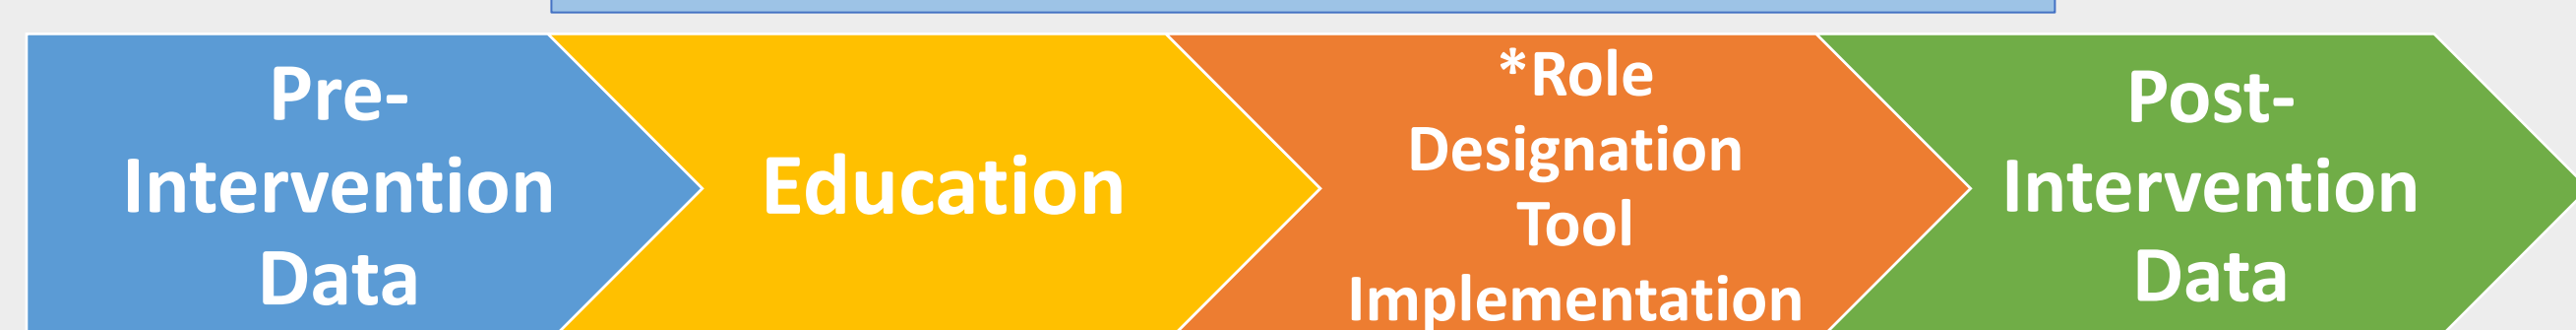 Pre-
Intervention
Data
Education
*Role
Designation
Tool
Implementation
Post-
Intervention
Data